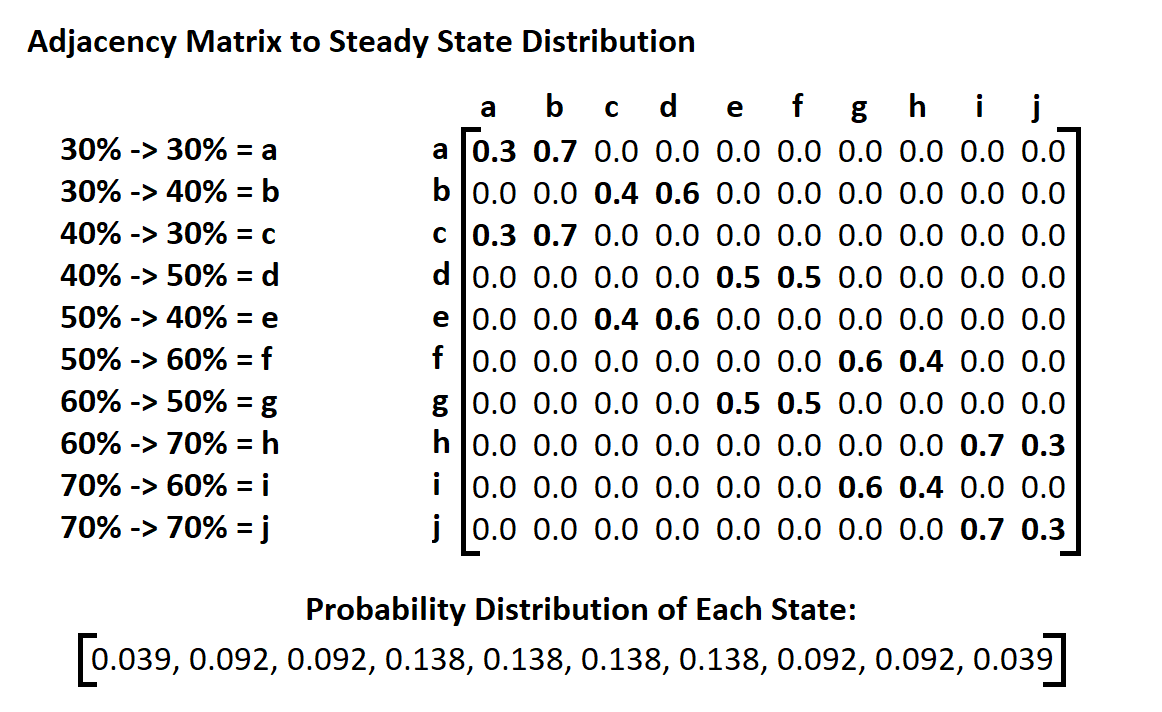 Adjacency Matrix to Steady State Distribution
a b c d e f g h i j
30% -> 30% = a a 0.3 0.7 0.0 0.0 0.0 0.0 0.0 0.0 0.0 0.0
30% -> 40% = b b 0.0 0.0 0.4 0.6 0.0 0.0 0.0 0.0 0.0 0.0
40% -> 30% = c c 0.3 0.7 0.0 0.0 0.0 0.0 0.0 0.0 0.0 0.0
40% -> 50% = d d 0.0 0.0 0.0 0.0 0.5 0.5 0.0 0.0 0.0 0.0
50% -> 40% = e e 0.0 0.0 0.4 0.6 0.0 0.0 0.0 0.0 0.0 0.0
50% -> 60% = f f 0.0 0.0 0.0 0.0 0.0 0.0 0.6 0.4 0.0 0.0
60% -> 50% = g g 0.0 0.0 0.0 0.0 0.5 0.5 0.0 0.0 0.0 0.0
60% -> 70% = h h 0.0 0.0 0.0 0.0 0.0 0.0 0.0 0.0 0.7 0.3
70% -> 60% = i i 0.0 0.0 0.0 0.0 0.0 0.0 0.6 0.4 0.0 0.0
70% -> 70% = j j 0.0 0.0 0.0 0.0 0.0 0.0 0.0 0.0 0.7 0.3
Probability Distribution of Each State:
[0.039, 0.092, 0.092, 0.138, 0.138, 0.138, 0.138, 0.092, 0.092, 0.039]